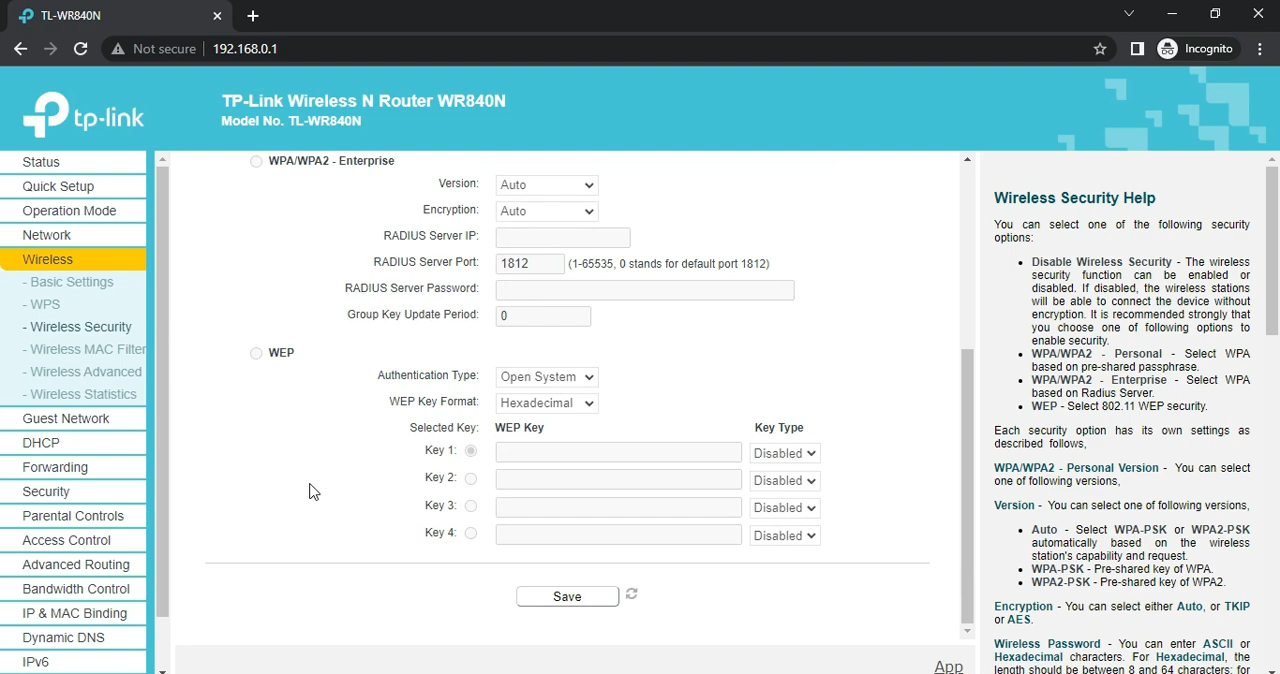 TL-WR840N
Not secure
192.168.0.1
Incognito
tp-link
TP-Link Wireless N Router WR840N
Model No. TL-WR840N
Status
Quick Setup
Operation Mode
Network
Wireless
- Basic Settings
- WPS
- Wireless Security
- Wireless MAC Filter
- Wireless Advanced
- Wireless Statistics
Guest Network
DHCP
Forwarding
Security
Parental Controls
Access Control
Advanced Routing
Bandwidth Control
IP & MAC Binding
Dynamic DNS
IPv6
WPA/WPA2 - Enterprise
Version: Auto
Encryption: Auto
RADIUS Server IP:
RADIUS Server Port: 1812 (1-65535, 0 stands for default port 1812)
RADIUS Server Password:
Group Key Update Period: 0
WEP
Authentication Type: Open System
WEP Key Format: Hexadecimal
Selected Key: WEP Key Key Type
Key 1: Disabled
Key 2: Disabled
Key 3: Disabled
Key 4: Disabled
Save
App
Wireless Security Help
You can select one of the following security
options:
• Disable Wireless Security - The wireless
security function can be enabled or
disabled. If disabled, the wireless stations
will be able to connect the device without
encryption. It is recommended strongly that
you choose one of following options to
enable security.
• WPA/WPA2 - Personal - Select WPA
based on pre-shared passphrase.
• WPA/WPA2 - Enterprise - Select WPA
based on Radius Server.
• WEP - Select 802.11 WEP security.
Each security option has its own settings as
described follows,
WPA/WPA2 - Personal Version - You can select
one of following versions,
Version - You can select one of following versions,
• Auto - Select WPA-PSK or WPA2-PSK
automatically based on the wireless
station's capability and request.
• WPA-PSK - Pre-shared key of WPA.
• WPA2-PSK - Pre-shared key of WPA2.
Encryption - You can select either Auto, or TKIP
or AES.
Wireless Password - You can enter ASCII or
Hexadecimal characters. For Hexadecimal, the
length should be between 8 and 64 characters; for